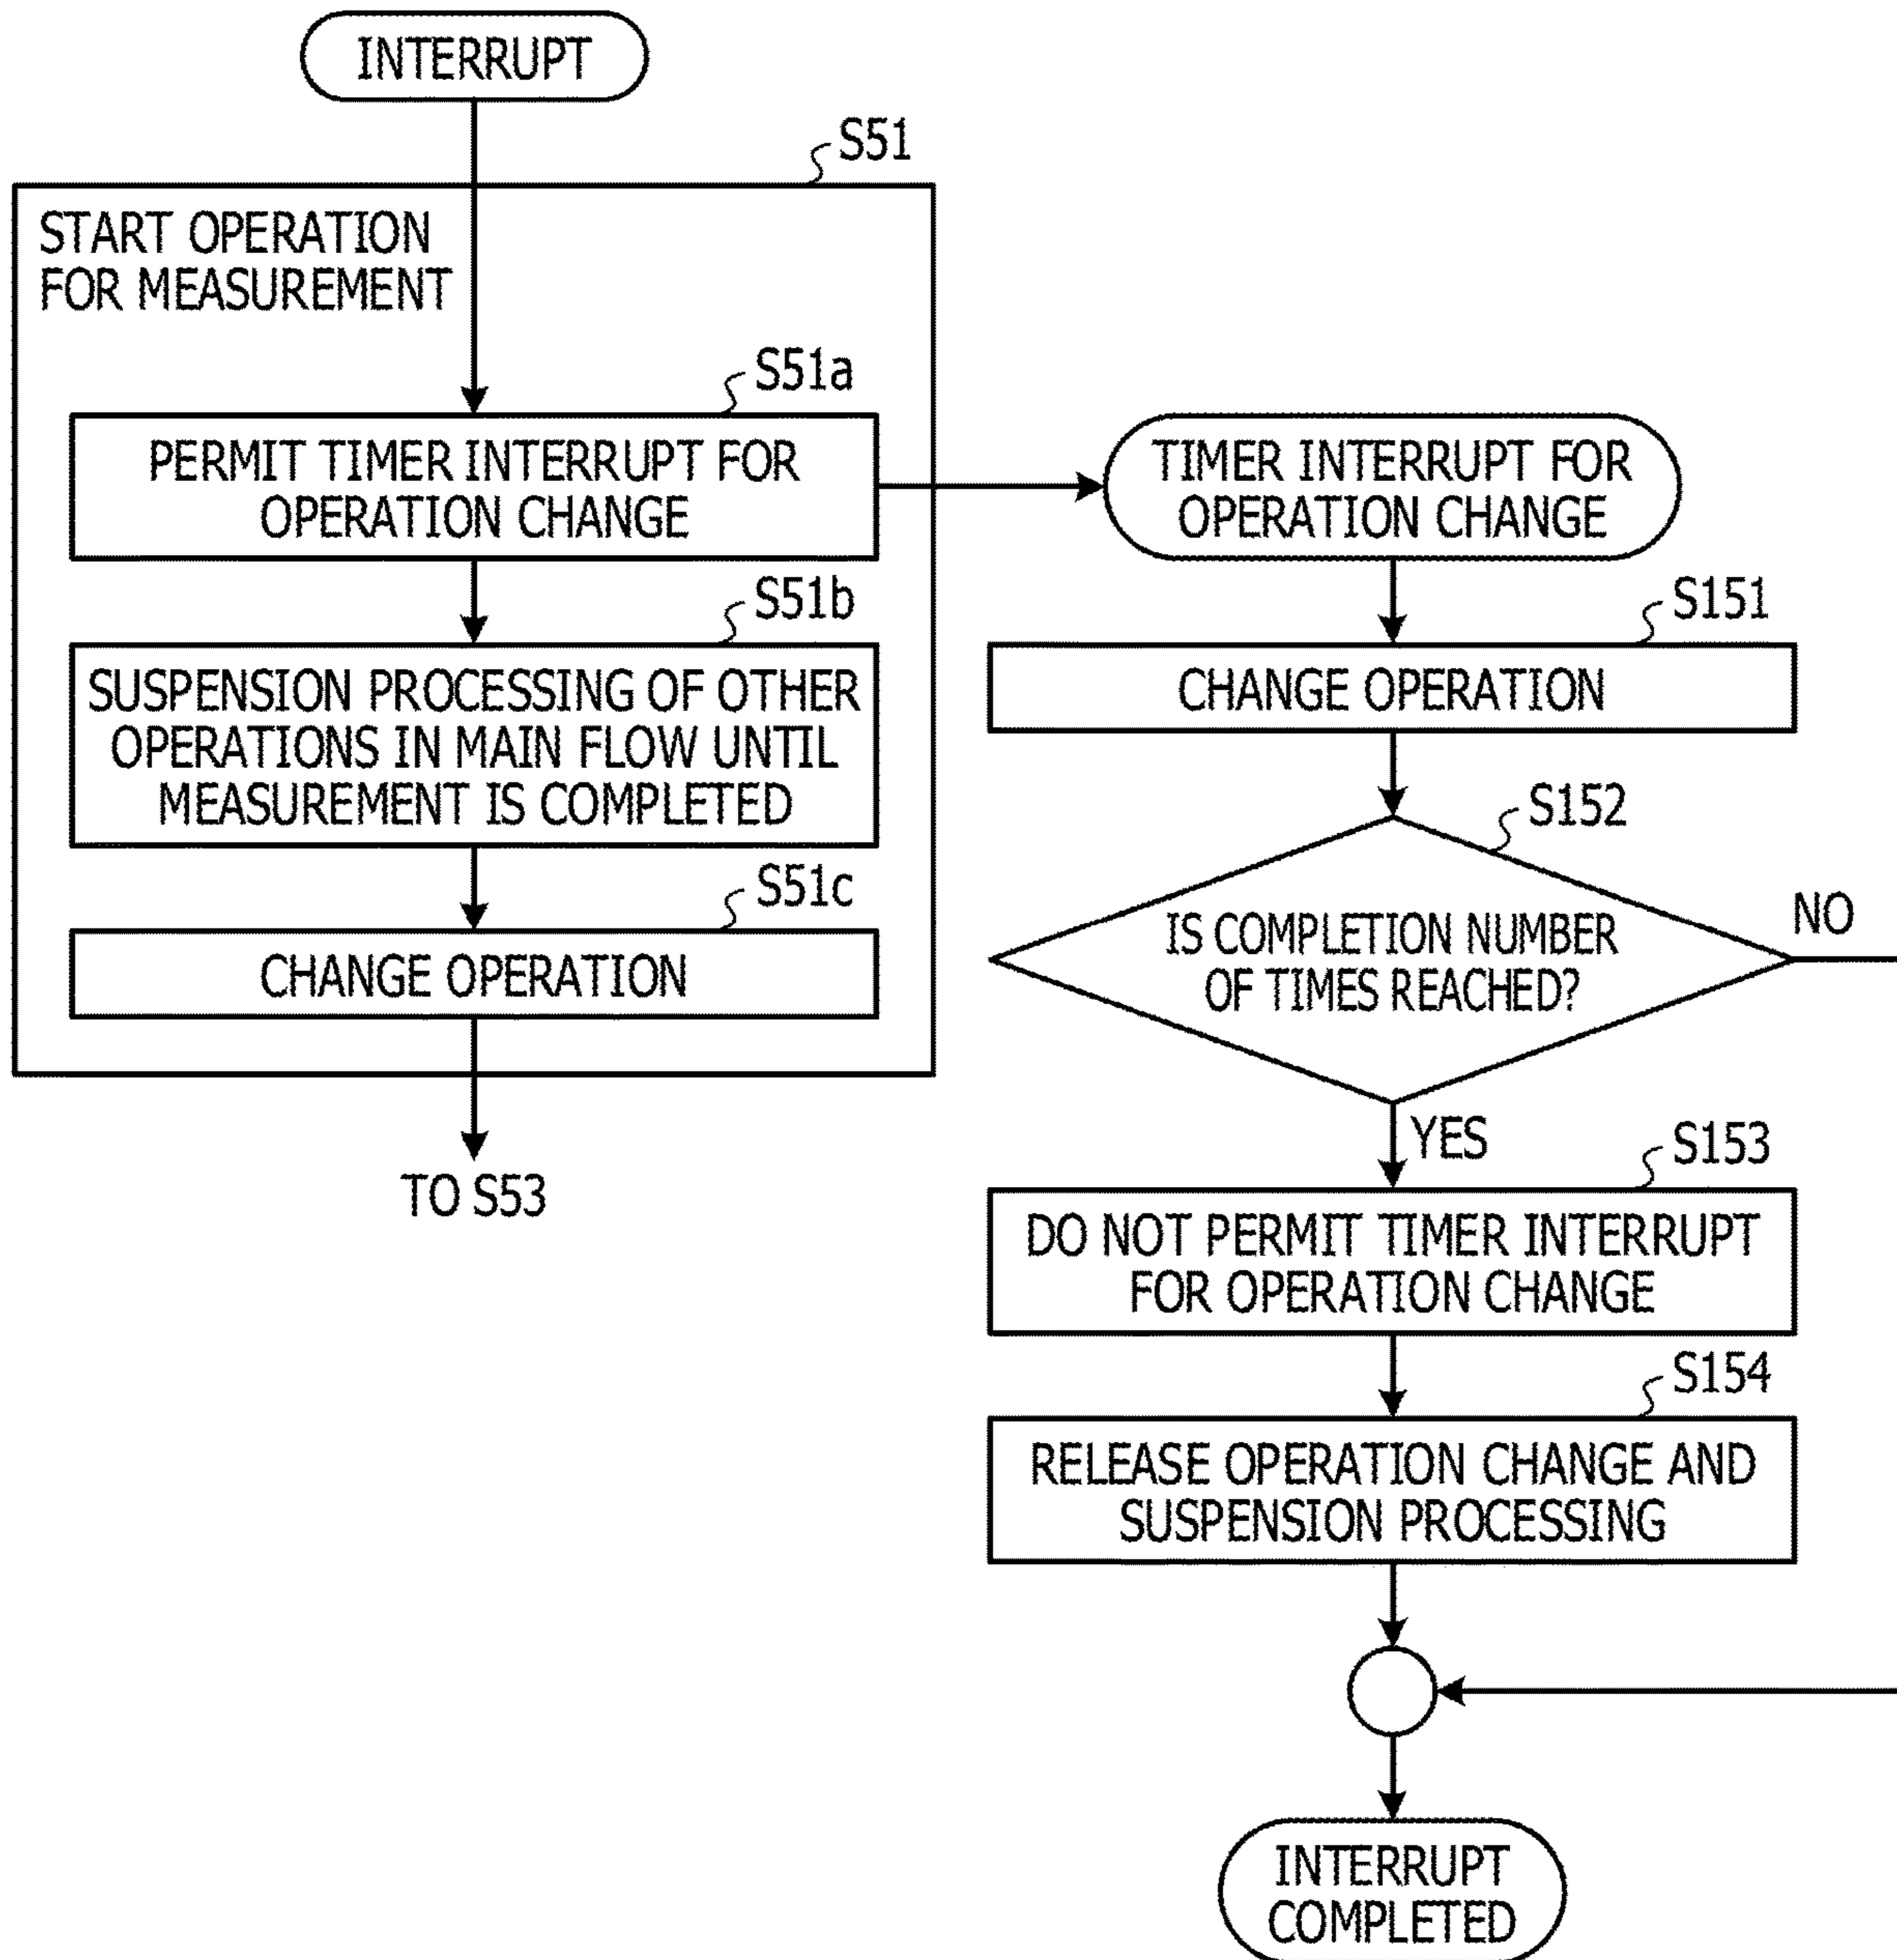 INTERRUPT
S51
START OPERATION
FOR MEASUREMENT
S51a
PERMIT TIMER INTERRUPT FOR
OPERATION CHANGE
S51b
SUSPENSION PROCESSING OF OTHER
OPERATIONS IN MAIN FLOW UNTIL
MEASUREMENT IS COMPLETED
S51c
CHANGE OPERATION
TO S53
TIMER INTERRUPT FOR
OPERATION CHANGE
S151
CHANGE OPERATION
S152
IS COMPLETION NUMBER
OF TIMES REACHED?
NO
YES
S153
DO NOT PERMIT TIMER INTERRUPT
FOR OPERATION CHANGE
S154
RELEASE OPERATION CHANGE AND
SUSPENSION PROCESSING
INTERRUPT
COMPLETED